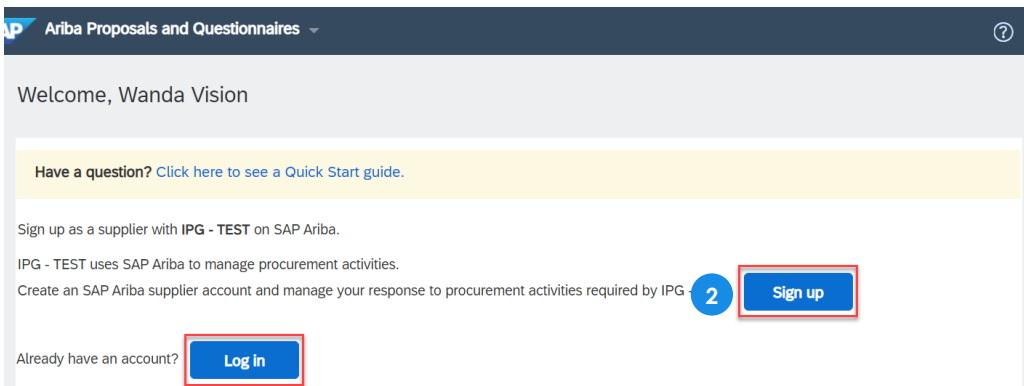 SAP Ariba Proposals and Questionnaires
Welcome, Wanda Vision
Have a question? Click here to see a Quick Start guide.
Sign up as a supplier with IPG - TEST on SAP Ariba.
IPG - TEST uses SAP Ariba to manage procurement activities.
Create an SAP Ariba supplier account and manage your response to procurement activities required by IPG - 2 Sign up
Already have an account? Log in